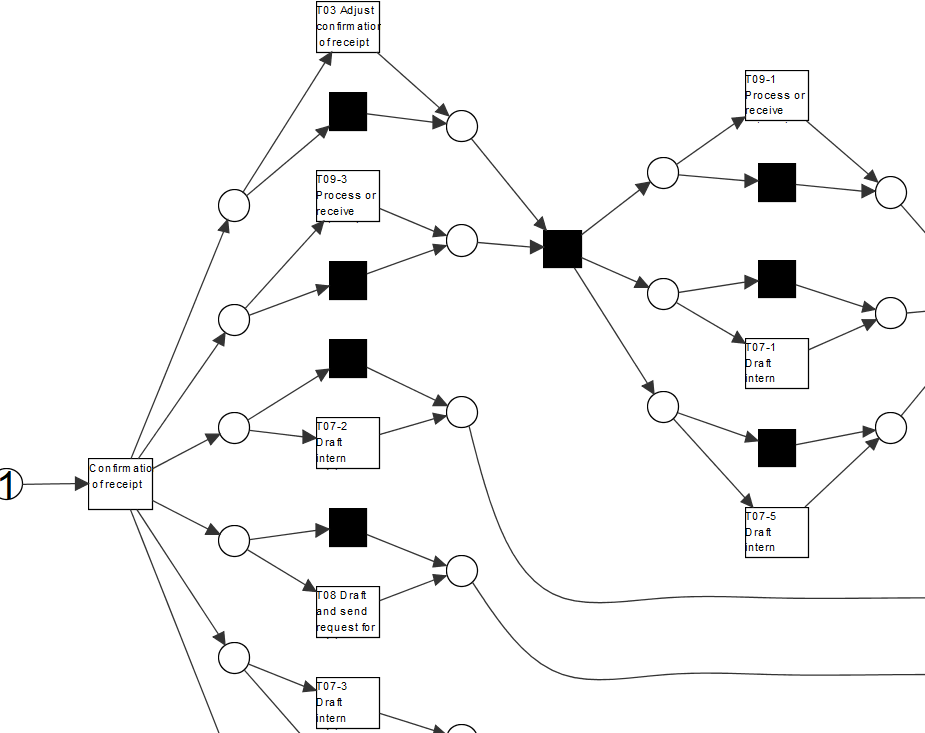 T03 Adjust
confirmation
of receipt
T09-1
Process or
receive
T09-3
Process or
receive
T07-1
Draft
intern
T07-2
Draft
intern
Confirmatio
of receipt
1
T07-5
Draft
intern
T08 Draft
and send
request for
T07-3
Draft
intern